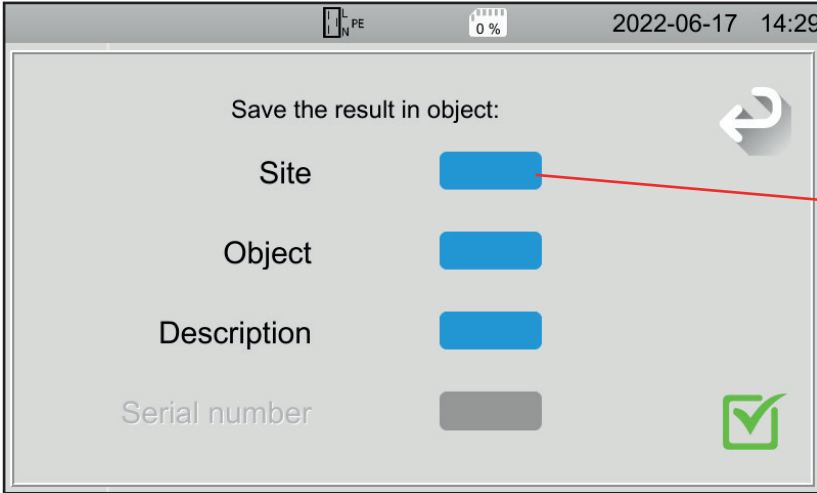 L
N PE
0 %
2022-06-17 14:29
Save the result in object:
Site
Object
Description
Serial number